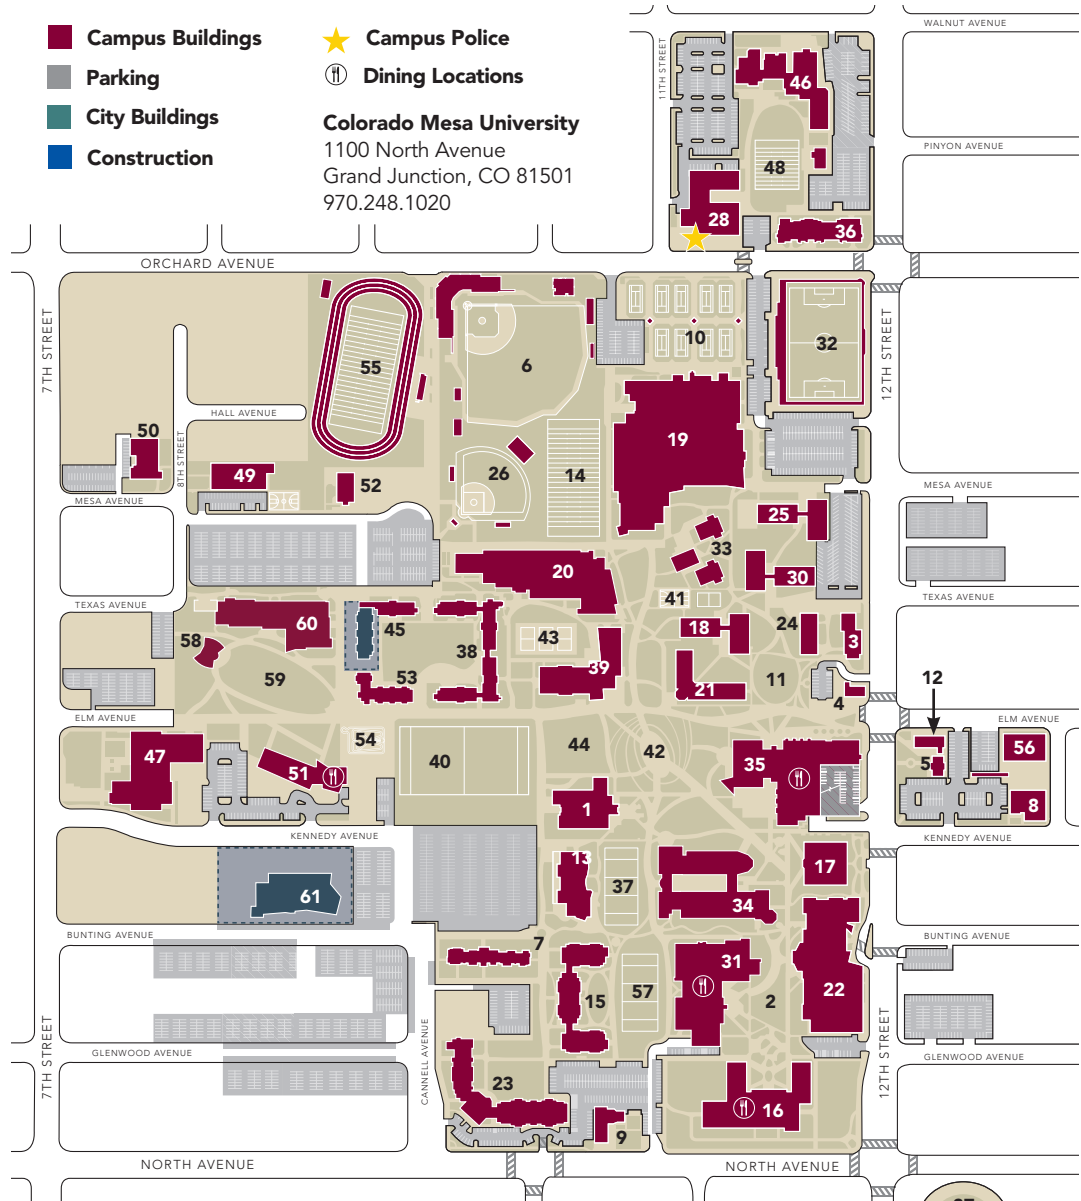 Campus Buildings
Parking
City Buildings
Construction
Campus Police
Dining Locations
Colorado Mesa University
1100 North Avenue
Grand Junction, CO 81501
970.248.1020
WALNUT AVENUE
11TH STREET
46
PINYON AVENUE
48
28
36
ORCHARD AVENUE
7TH STREET
12TH STREET
55
6
10
32
HALL AVENUE
8TH STREET
50
19
49
52
26
14
MESA AVENUE
MESA AVENUE
25
33
20
30
41
TEXAS AVENUE
TEXAS AVENUE
60
45
58
38
43
18
24
3
39
53
59
21
11
4
12
ELM AVENUE
ELM AVENUE
54
44
42
47
51
40
35
5
56
1
8
KENNEDY AVENUE
KENNEDY AVENUE
13
17
37
61
34
BUNTING AVENUE
BUNTING AVENUE
7
31
15
57
2
22
7TH STREET
CANNELL AVENUE
12TH STREET
GLENWOOD AVENUE
GLENWOOD AVENUE
23
16
9
NORTH AVENUE
NORTH AVENUE